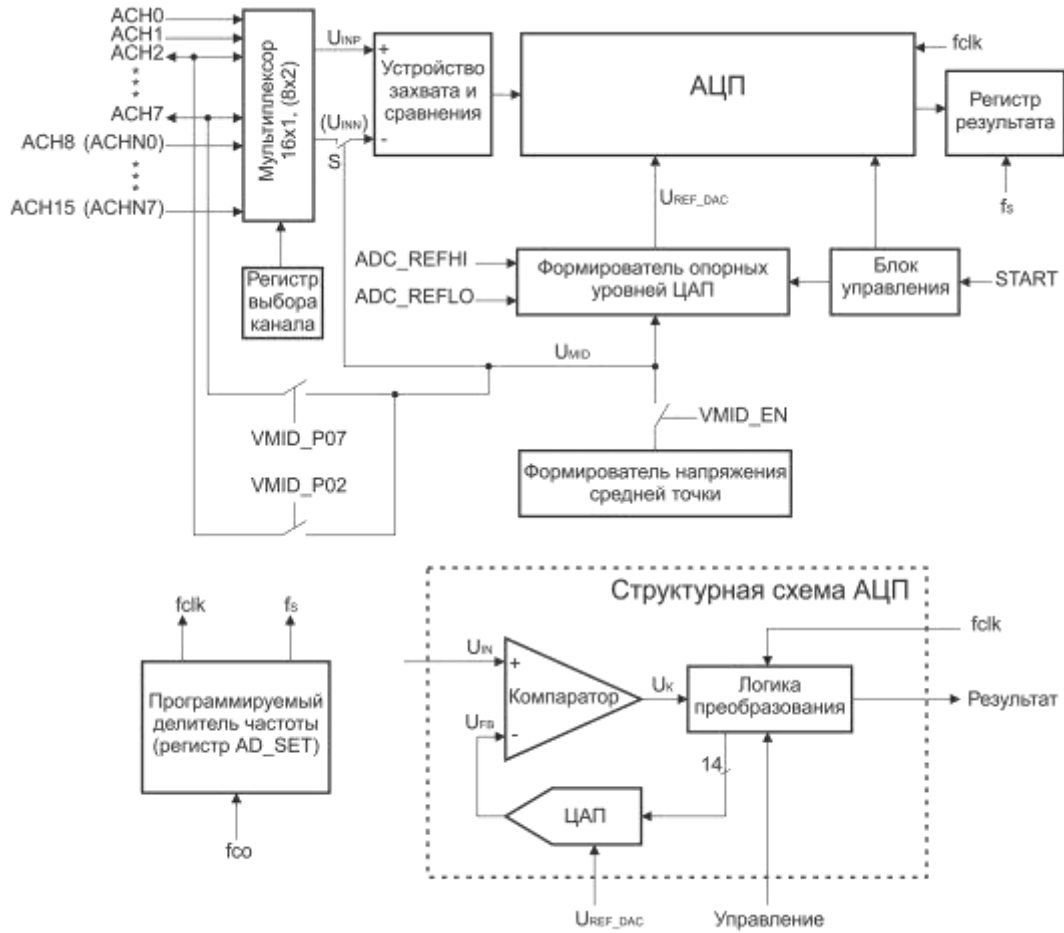 ACH0
ACH1
ACH2
***
ACH7
ACH8 (ACHN0)
***
ACH15 (ACHN7)
Мультиплексор
16x1, (8x2)
Регистр
выбора
канала
UINP
(UINN)
S
+
-
Устройство
захвата и
сравнения
АЦП
fclk
Регистр
результата
fs
UREF_DAC
ADC_REFHI
ADC_REFLO
Формирователь опорных
уровней ЦАП
Блок
управления
START
UMID
VMID_EN
VMID_P07
VMID_P02
Формирователь напряжения
средней точки
fclk
fs
Программируемый
делитель частоты
(регистр AD_SET)
fco
Структурная схема АЦП
UIN
+
Компаратор
UFB
-
UK
Логика
преобразования
fclk
Результат
14
ЦАП
UREF_DAC
Управление